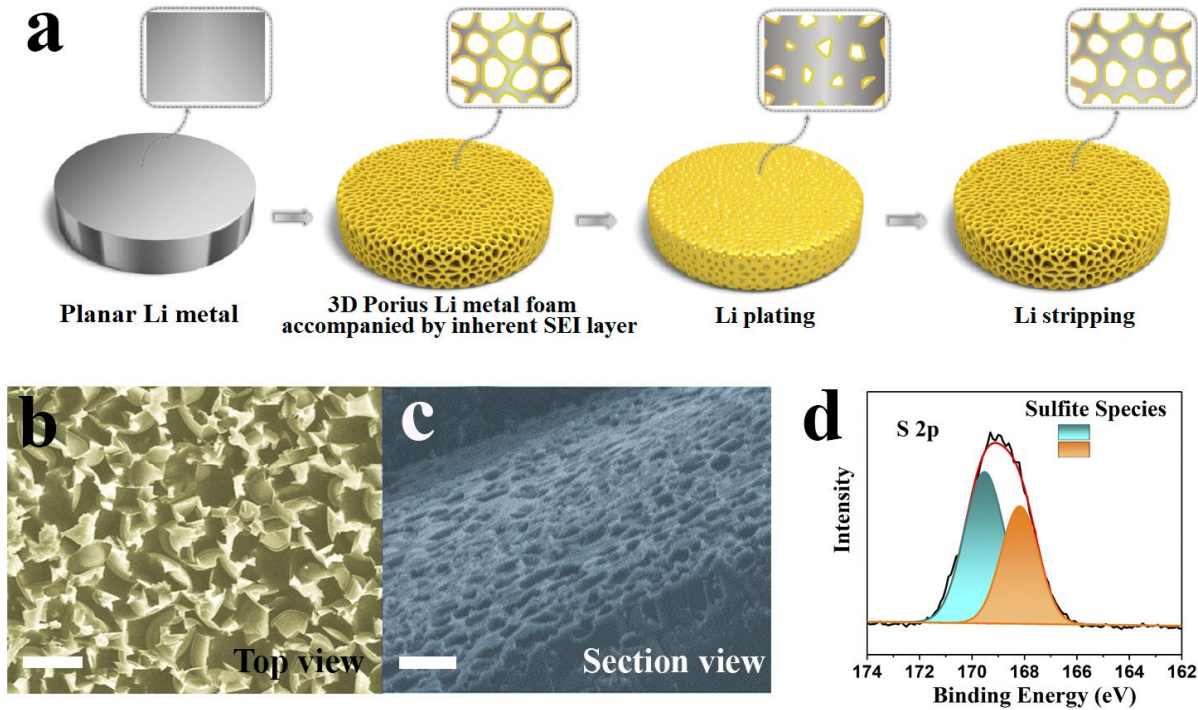 a
Planar Li metal
3D Porius Li metal foam
accompanied by inherent SEI layer
Li plating
Li stripping
b
Top view
c
Section view
d
S 2p
Sulfite Species
Intensity
174 172 170 168 166 164 162
Binding Energy (eV)